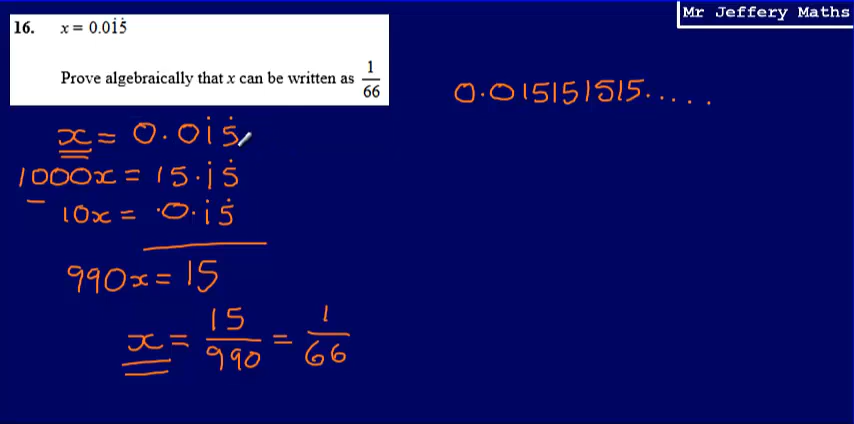 Mr Jeffery Maths
16. x = 0.01̇5̇
Prove algebraically that x can be written as 1/66
0.015151515.....
x = 0.01̇5̇
1000x = 15.1̇5̇
- 10x = 0.1̇5̇
990x = 15
x = 15/990 = 1/66